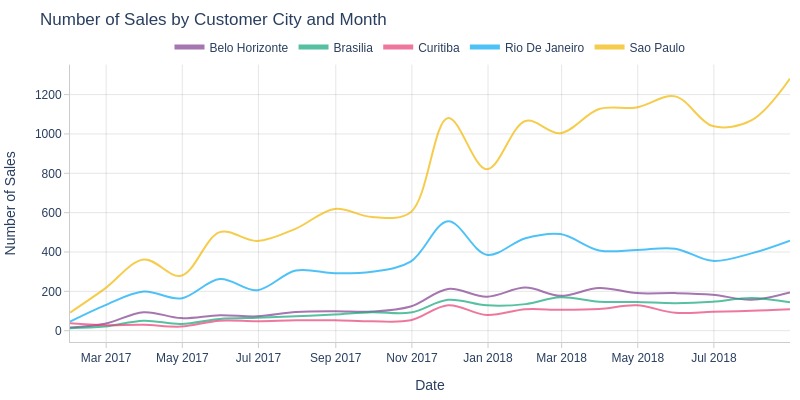 Number of Sales by Customer City and Month
Belo Horizonte Brasilia Curitiba Rio De Janeiro Sao Paulo
1200
1000
800
600
400
200
0
Number of Sales
Mar 2017 May 2017 Jul 2017 Sep 2017 Nov 2017 Jan 2018 Mar 2018 May 2018 Jul 2018
Date